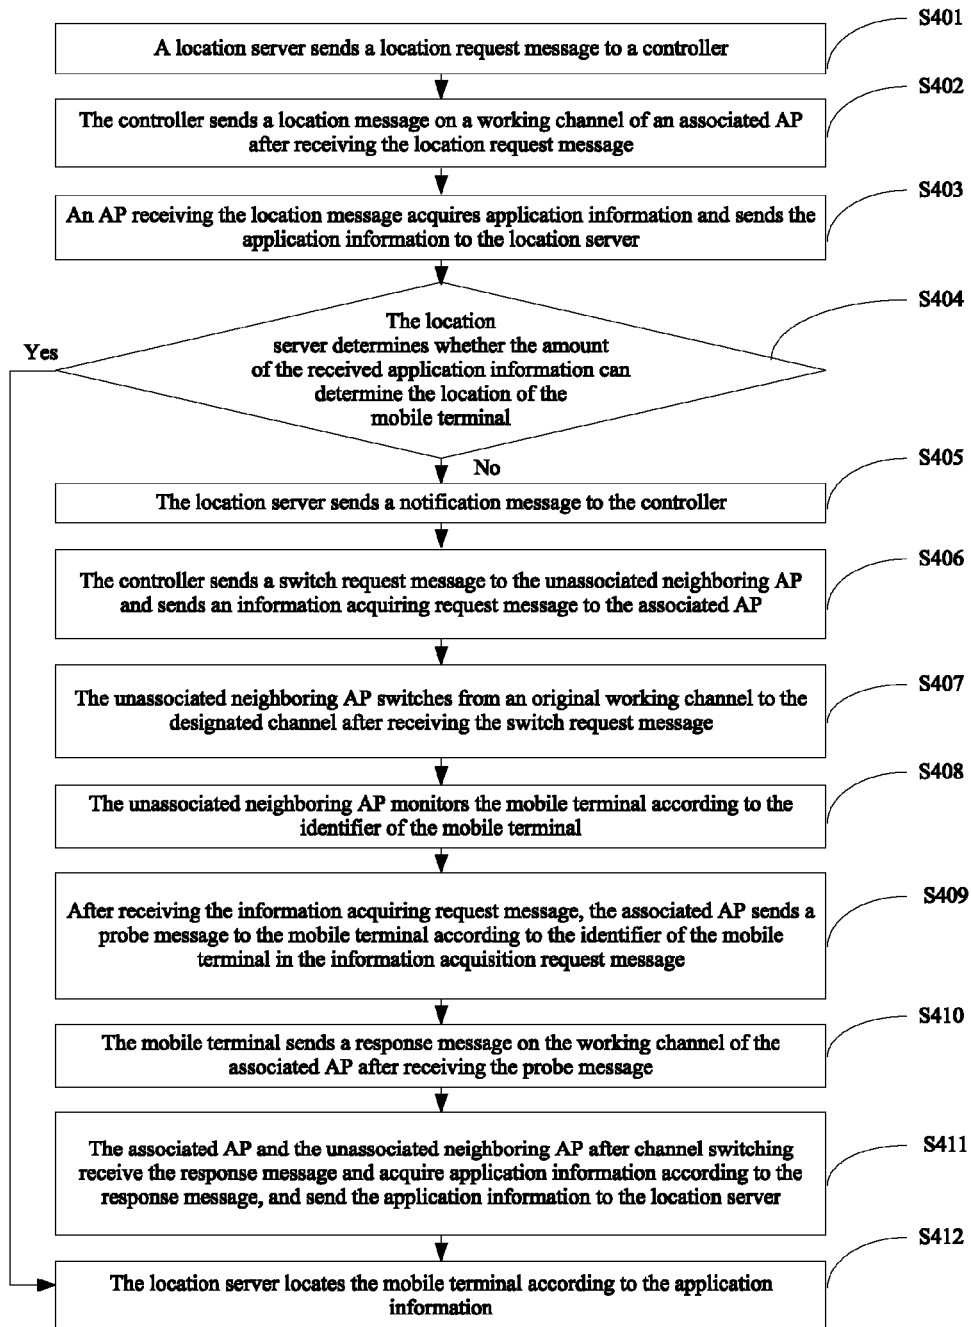 S401
A location server sends a location request message to a controller
S402
The controller sends a location message on a working channel of an associated AP
after receiving the location request message
S403
An AP receiving the location message acquires application information and sends the
application information to the location server
S404
The location
server determines whether the amount
of the received application information can
determine the location of the
mobile terminal
Yes
No
S405
The location server sends a notification message to the controller
S406
The controller sends a switch request message to the unassociated neighboring AP
and sends an information acquiring request message to the associated AP
S407
The unassociated neighboring AP switches from an original working channel to the
designated channel after receiving the switch request message
S408
The unassociated neighboring AP monitors the mobile terminal according to the
identifier of the mobile terminal
S409
After receiving the information acquiring request message, the associated AP sends a
probe message to the mobile terminal according to the identifier of the mobile
terminal in the information acquisition request message
S410
The mobile terminal sends a response message on the working channel of the
associated AP after receiving the probe message
S411
The associated AP and the unassociated neighboring AP after channel switching
receive the response message and acquire application information according to the
response message, and send the application information to the location server
S412
The location server locates the mobile terminal according to the application
information